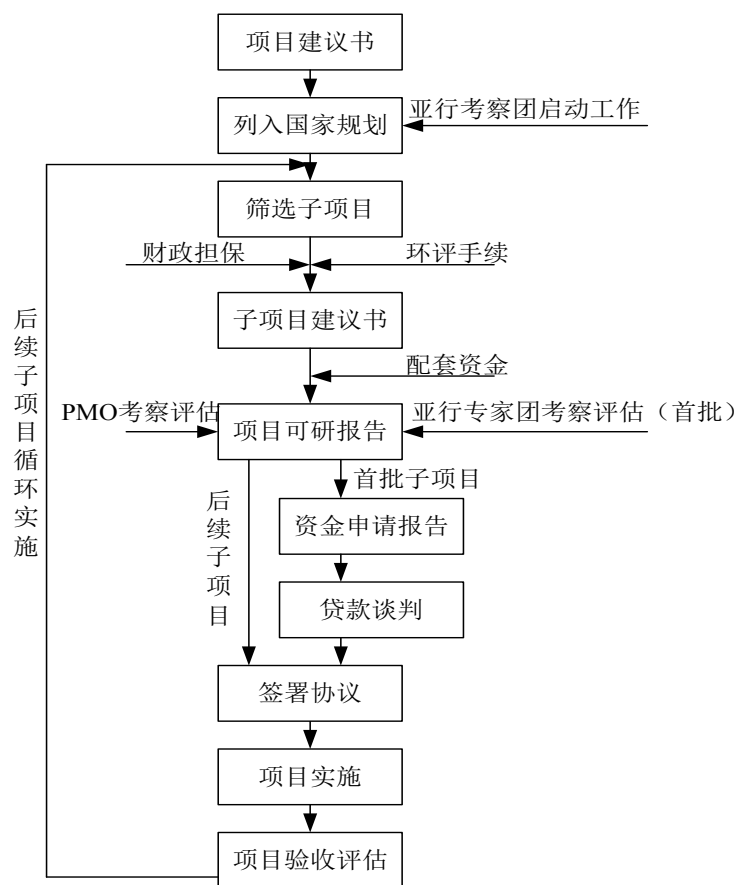 项目建议书
列入国家规划
亚行考察团启动工作
筛选子项目
财政担保
环评手续
子项目建议书
配套资金
PMO考察评估
项目可研报告
亚行专家团考察评估（首批）
首批子项目
后续子项目
资金申请报告
贷款谈判
签署协议
项目实施
项目验收评估
后续子项目循环实施